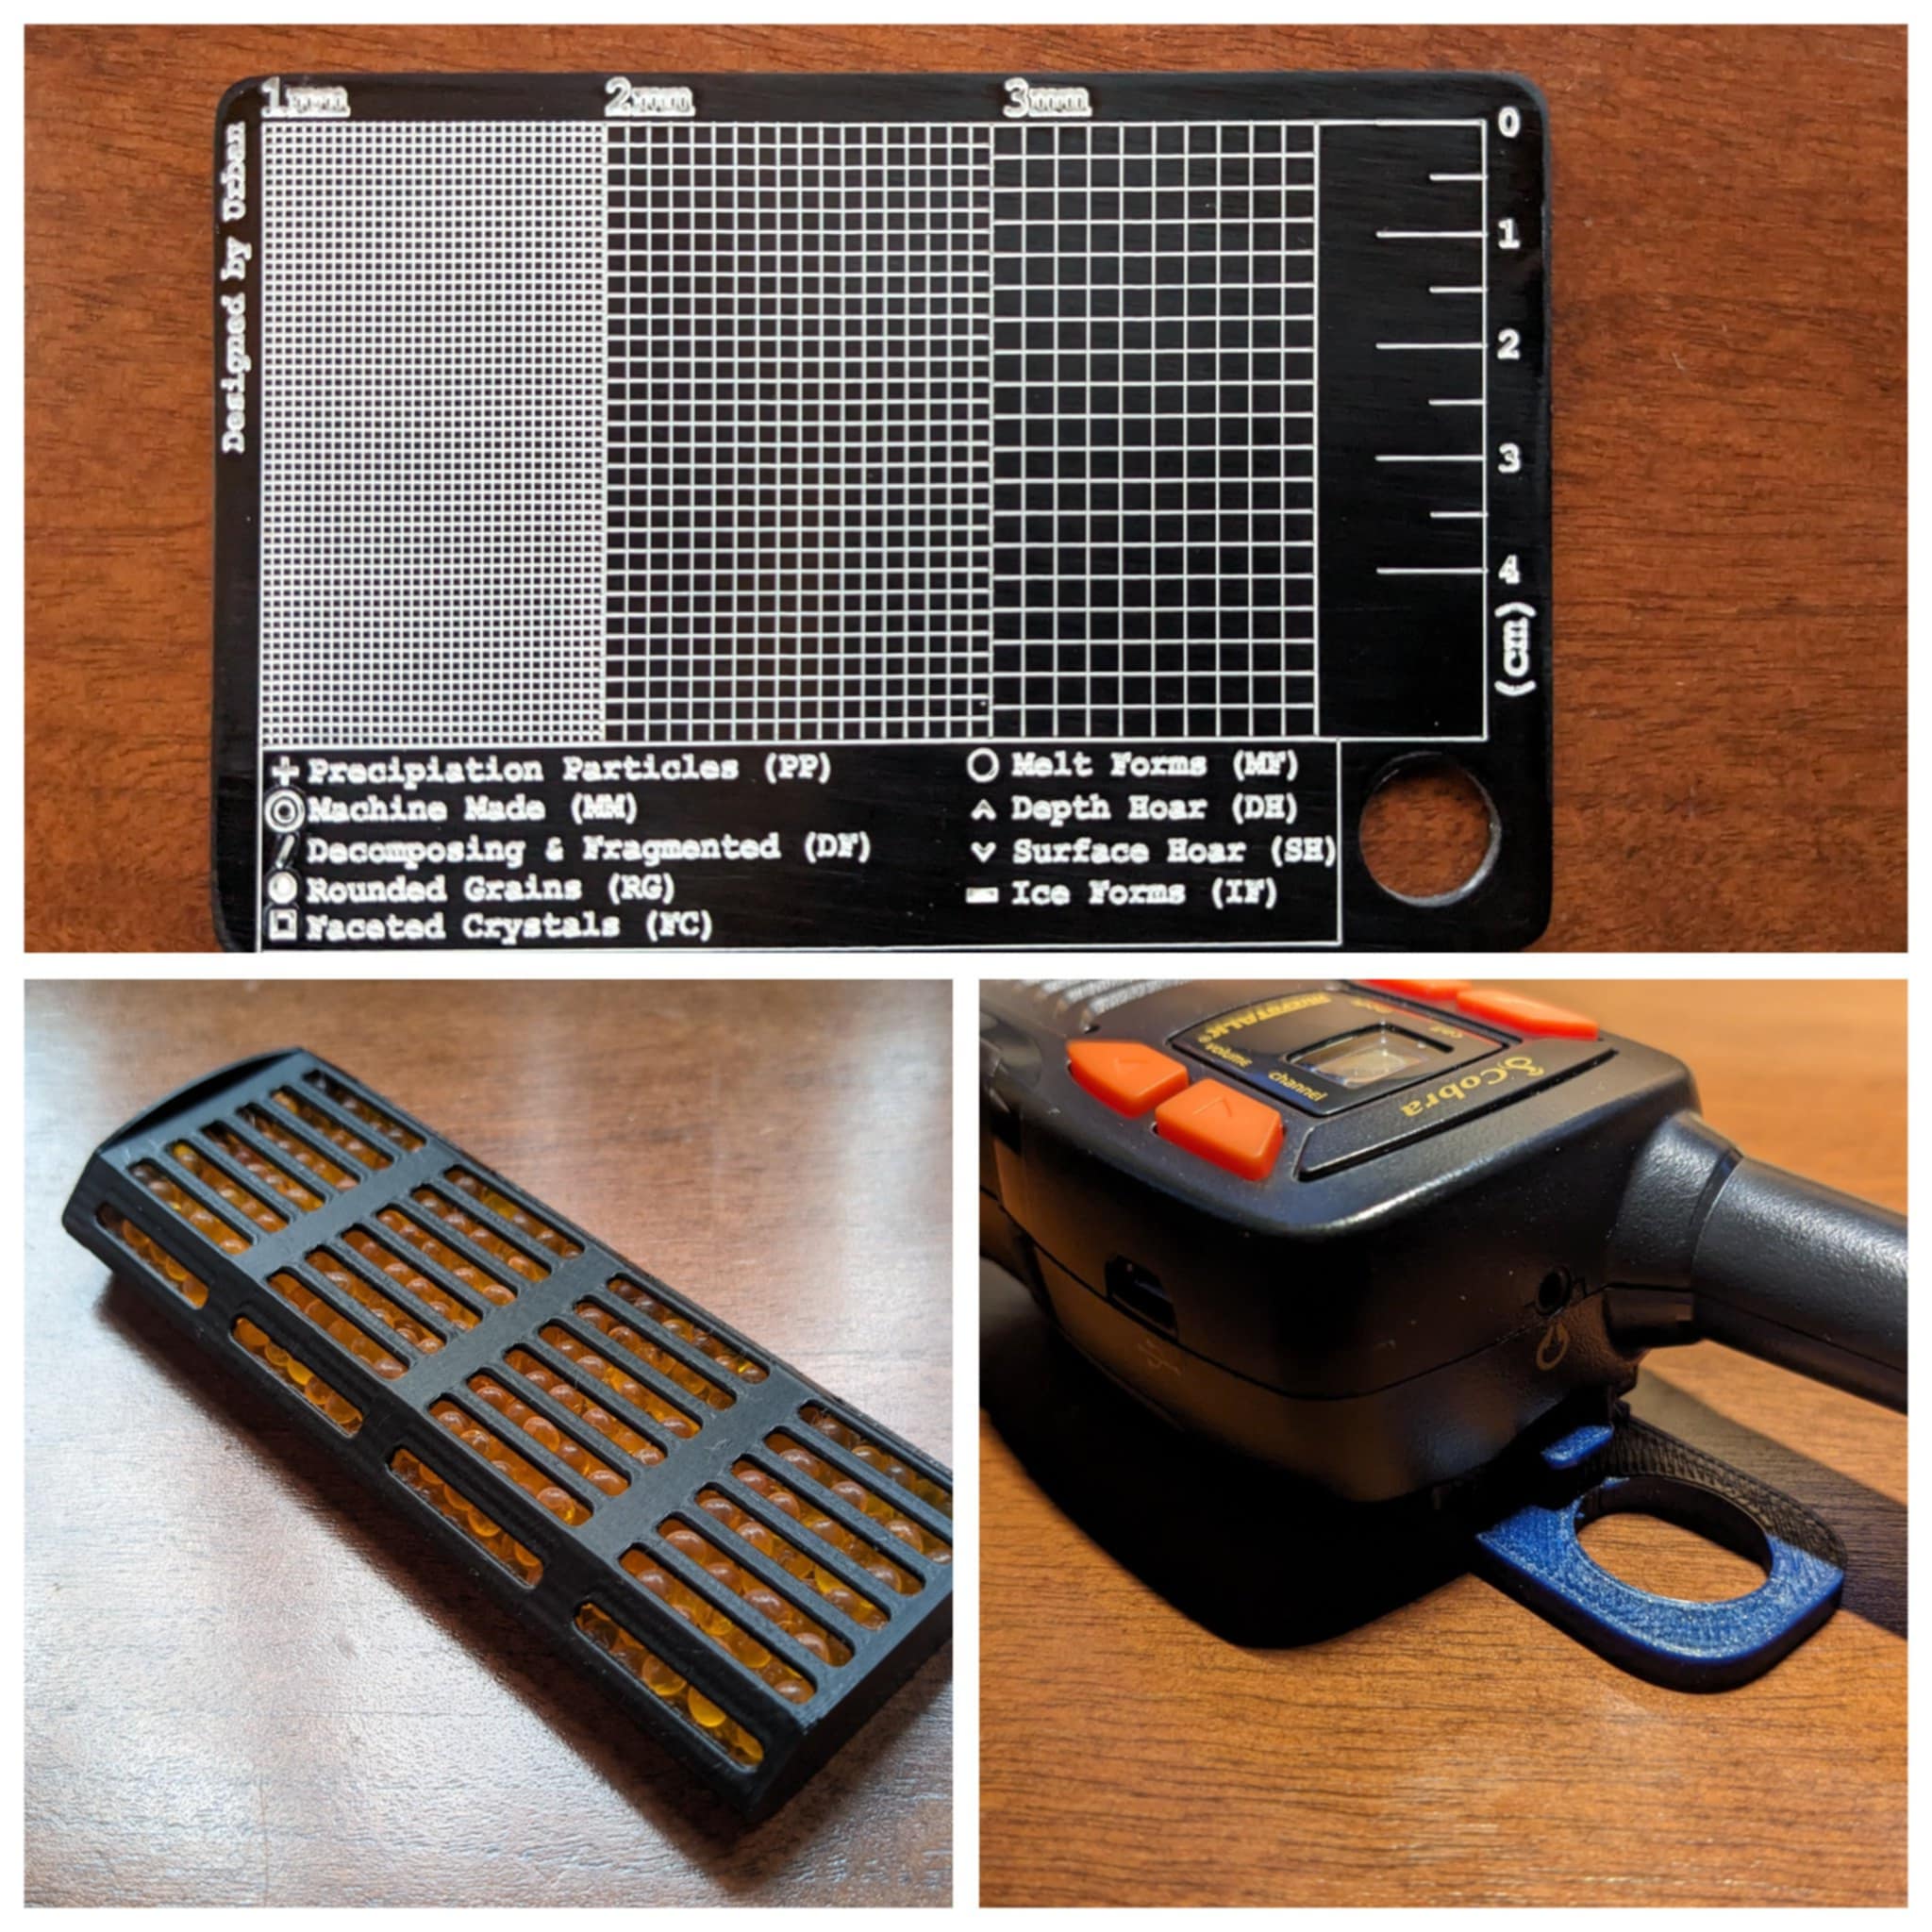 1mm 2mm 3mm
Designed by Urban
0
1
2
3
4
(cm)
Precipiation Particles (PP)
Machine Made (MM)
Decomposing & Fragmented (DF)
Rounded Grains (RG)
Faceted Crystals (FC)
Melt Forms (MF)
Depth Hoar (DH)
Surface Hoar (SH)
Ice Forms (IF)
volume
channel
Cobra